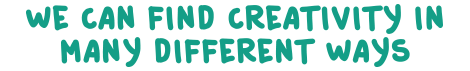 WE CAN FIND CREATIVITY IN
MANY DIFFERENT WAYS